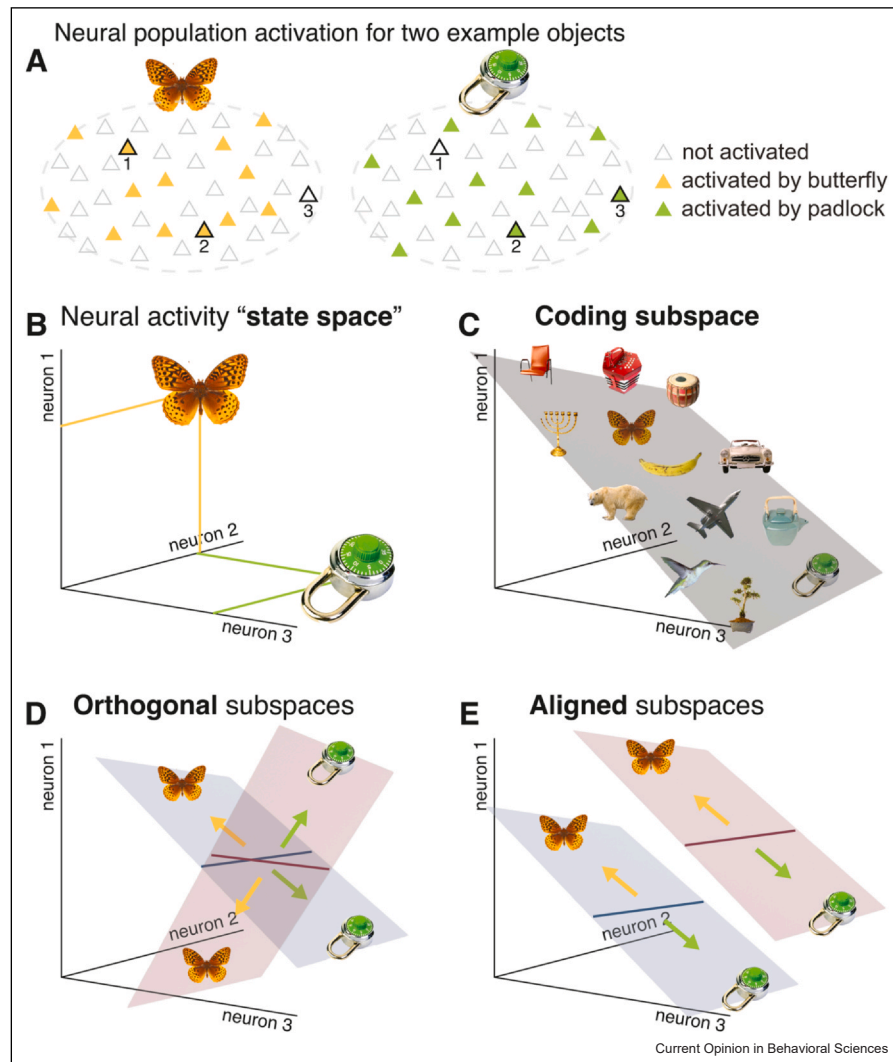 Neural population activation for two example objects
A
1
2
3
1
2
3
not activated
activated by butterfly
activated by padlock
B Neural activity “state space”
neuron 1
neuron 2
neuron 3
C Coding subspace
neuron 1
neuron 2
neuron 3
D Orthogonal subspaces
neuron 1
neuron 2
neuron 3
E Aligned subspaces
neuron 1
neuron 2
neuron 3
Current Opinion in Behavioral Sciences